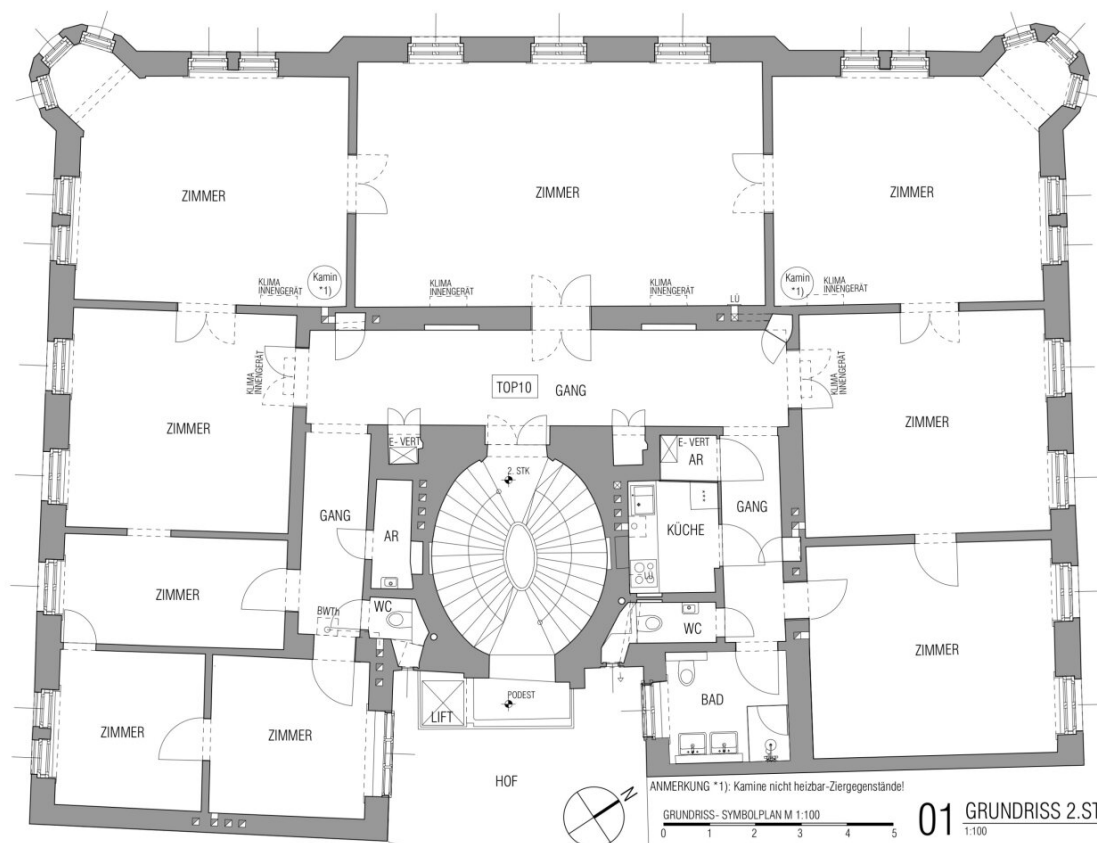 ZIMMER
ZIMMER
ZIMMER
KLIMA
INNENGERÄT
Kamin
*1)
KLIMA
INNENGERÄT
KLIMA
INNENGERÄT
LÜ
Kamin
*1)
KLIMA
INNENGERÄT
KLIMA
INNENGERÄT
KLIMA
INNENGERÄT
TOP10
GANG
ZIMMER
ZIMMER
E- VERT
E- VERT
AR
2. STK
GANG
GANG
AR
KÜCHE
LÜ
ZIMMER
WC
BWTh
WC
ZIMMER
ZIMMER
ZIMMER
LIFT
PODEST
BAD
HOF
N
ANMERKUNG *1): Kamine nicht heizbar-Ziergegenstände!
GRUNDRISS- SYMBOLPLAN M 1:100
0 1 2 3 4 5
01 GRUNDRISS 2.ST
1:100